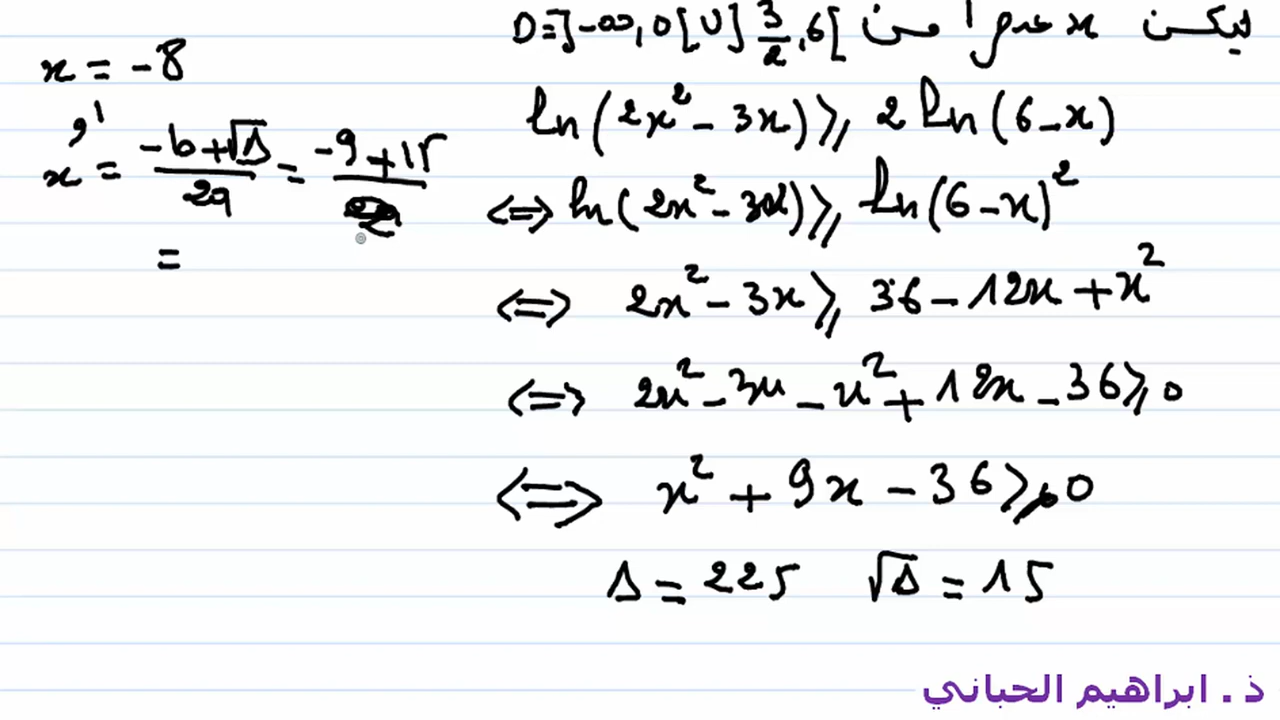 ليكن x عددا من D=]-∞,0[∪]3/2,6[
ln(2x²-3x)⩾2ln(6-x)
⇔ ln(2x²-3x)⩾ln(6-x)²
⇔ 2x²-3x⩾36-12x+x²
⇔ 2x²-3x-x²+12x-36⩾0
⇔ x²+9x-36⩾0
Δ=225 √Δ=15
x=-8
x'=(-b+√Δ)/2a=(-9+15)/2
=
ذ . ابراهيم الحباني